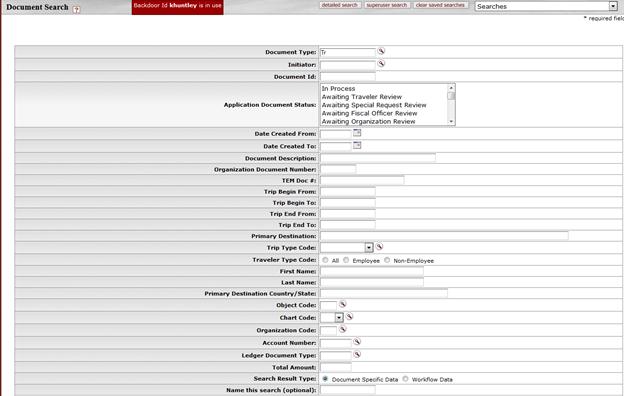 Document Search ?
Backdoor Id khuntley is in use
detailed search superuser search clear saved searches Searches
* required field
Document Type: Tr
Initiator:
Document Id:
Application Document Status:
In Process
Awaiting Traveler Review
Awaiting Special Request Review
Awaiting Fiscal Officer Review
Awaiting Organization Review
Date Created From:
Date Created To:
Document Description:
Organization Document Number:
TEM Doc #:
Trip Begin From:
Trip Begin To:
Trip End From:
Trip End To:
Primary Destination:
Trip Type Code:
Traveler Type Code: All Employee Non-Employee
First Name:
Last Name:
Primary Destination Country/State:
Object Code:
Chart Code:
Organization Code:
Account Number:
Ledger Document Type:
Total Amount:
Search Result Type: Document Specific Data Workflow Data
Name this search (optional):